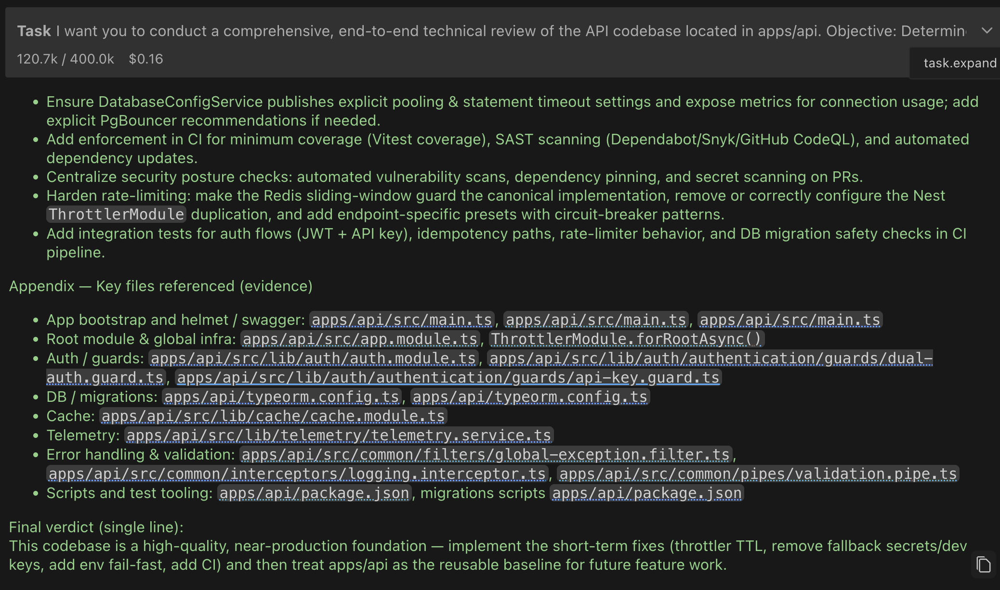 Task I want you to conduct a comprehensive, end-to-end technical review of the API codebase located in apps/api. Objective: Determin
120.7k / 400.0k $0.16
task.expand
• Ensure DatabaseConfigService publishes explicit pooling & statement timeout settings and expose metrics for connection usage; add
explicit PgBouncer recommendations if needed.
• Add enforcement in CI for minimum coverage (Vitest coverage), SAST scanning (Dependabot/Snyk/GitHub CodeQL), and automated
dependency updates.
• Centralize security posture checks: automated vulnerability scans, dependency pinning, and secret scanning on PRs.
• Harden rate-limiting: make the Redis sliding-window guard the canonical implementation, remove or correctly configure the Nest
ThrottlerModule duplication, and add endpoint-specific presets with circuit-breaker patterns.
• Add integration tests for auth flows (JWT + API key), idempotency paths, rate-limiter behavior, and DB migration safety checks in CI
pipeline.
Appendix — Key files referenced (evidence)
• App bootstrap and helmet / swagger: apps/api/src/main.ts, apps/api/src/main.ts, apps/api/src/main.ts
• Root module & global infra: apps/api/src/app.module.ts, ThrottlerModule.forRootAsync()
• Auth / guards: apps/api/src/lib/auth/auth.module.ts, apps/api/src/lib/auth/authentication/guards/dual-
auth.guard.ts, apps/api/src/lib/auth/authentication/guards/api-key.guard.ts
• DB / migrations: apps/api/typeorm.config.ts, apps/api/typeorm.config.ts
• Cache: apps/api/src/lib/cache/cache.module.ts
• Telemetry: apps/api/src/lib/telemetry/telemetry.service.ts
• Error handling & validation: apps/api/src/common/filters/global-exception.filter.ts,
apps/api/src/common/interceptors/logging.interceptor.ts, apps/api/src/common/pipes/validation.pipe.ts
• Scripts and test tooling: apps/api/package.json, migrations scripts apps/api/package.json
Final verdict (single line):
This codebase is a high-quality, near-production foundation — implement the short-term fixes (throttler TTL, remove fallback secrets/dev
keys, add env fail-fast, add CI) and then treat apps/api as the reusable baseline for future feature work.